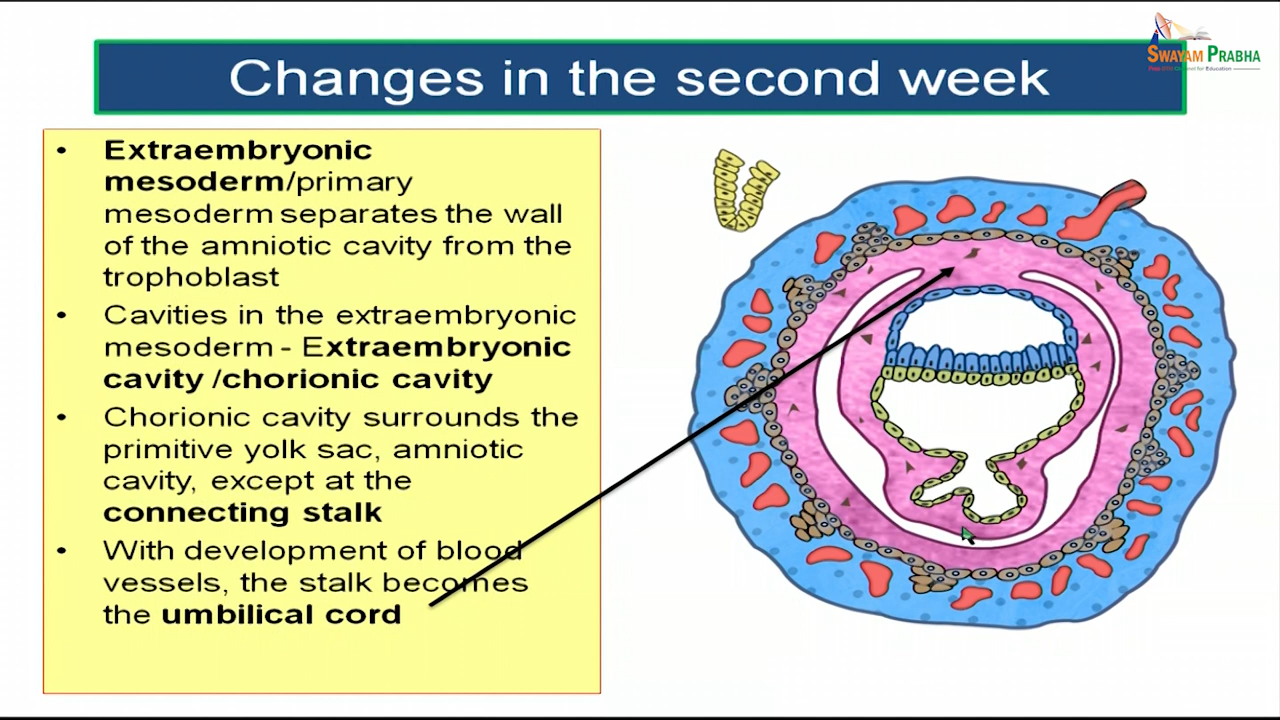 SWAYAM PRABHA
Changes in the second week
• Extraembryonic
mesoderm/primary
mesoderm separates the wall
of the amniotic cavity from the
trophoblast
• Cavities in the extraembryonic
mesoderm - Extraembryonic
cavity /chorionic cavity
• Chorionic cavity surrounds the
primitive yolk sac, amniotic
cavity, except at the
connecting stalk
• With development of blood
vessels, the stalk becomes
the umbilical cord